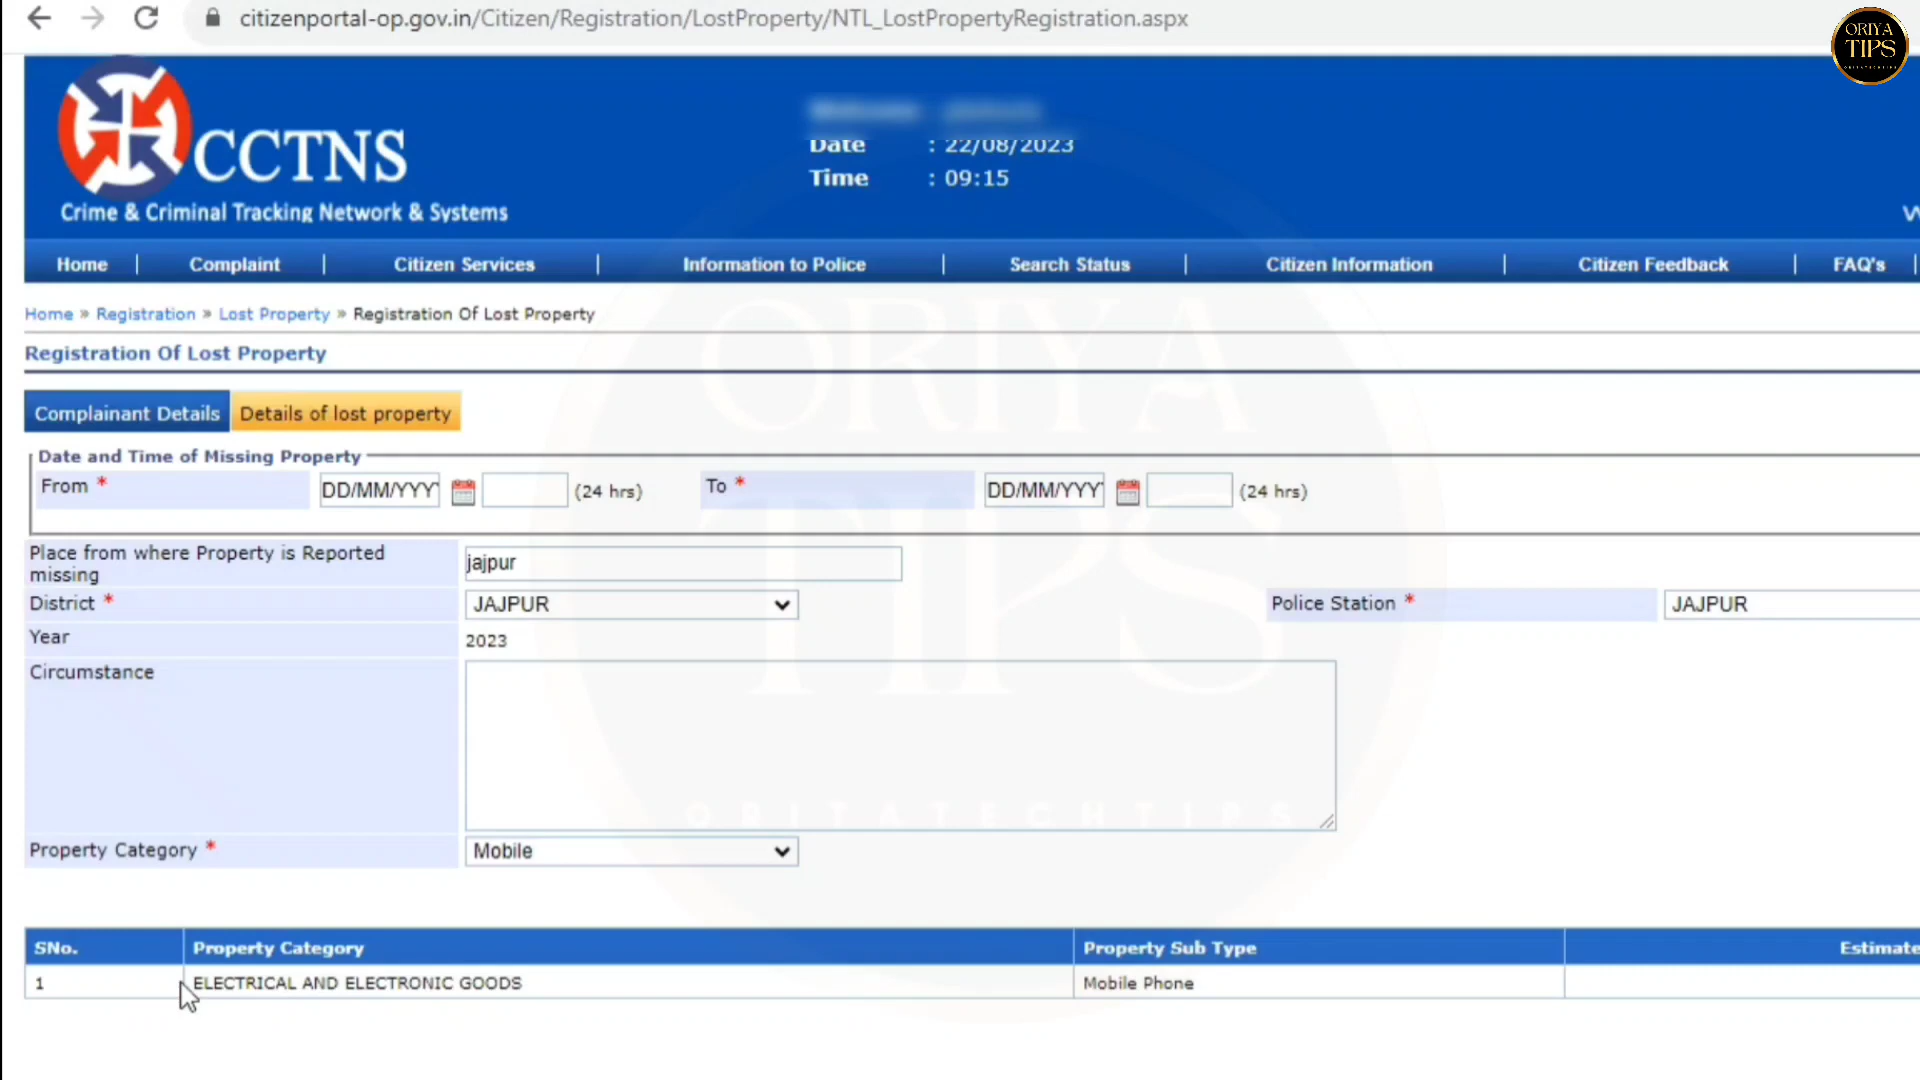 citizenportal-op.gov.in/Citizen/Registration/LostProperty/NTL_LostPropertyRegistration.aspx
ORIYA
TIPS
CCTNS
Crime & Criminal Tracking Network & Systems
Date : 22/08/2023
Time : 09:15
Home | Complaint | Citizen Services | Information to Police | Search Status | Citizen Information | Citizen Feedback | FAQ's |
Home » Registration » Lost Property » Registration Of Lost Property
Registration Of Lost Property
Complainant Details Details of lost property
Date and Time of Missing Property
From * DD/MM/YYY (24 hrs) To * DD/MM/YYY (24 hrs)
Place from where Property is Reported
missing
jajpur
District * JAJPUR Police Station * JAJPUR
Year 2023
Circumstance
Property Category * Mobile
SNo. Property Category Property Sub Type Estimate
1 ELECTRICAL AND ELECTRONIC GOODS Mobile Phone
ORIYA
TIPS
ORITATECHTIPS